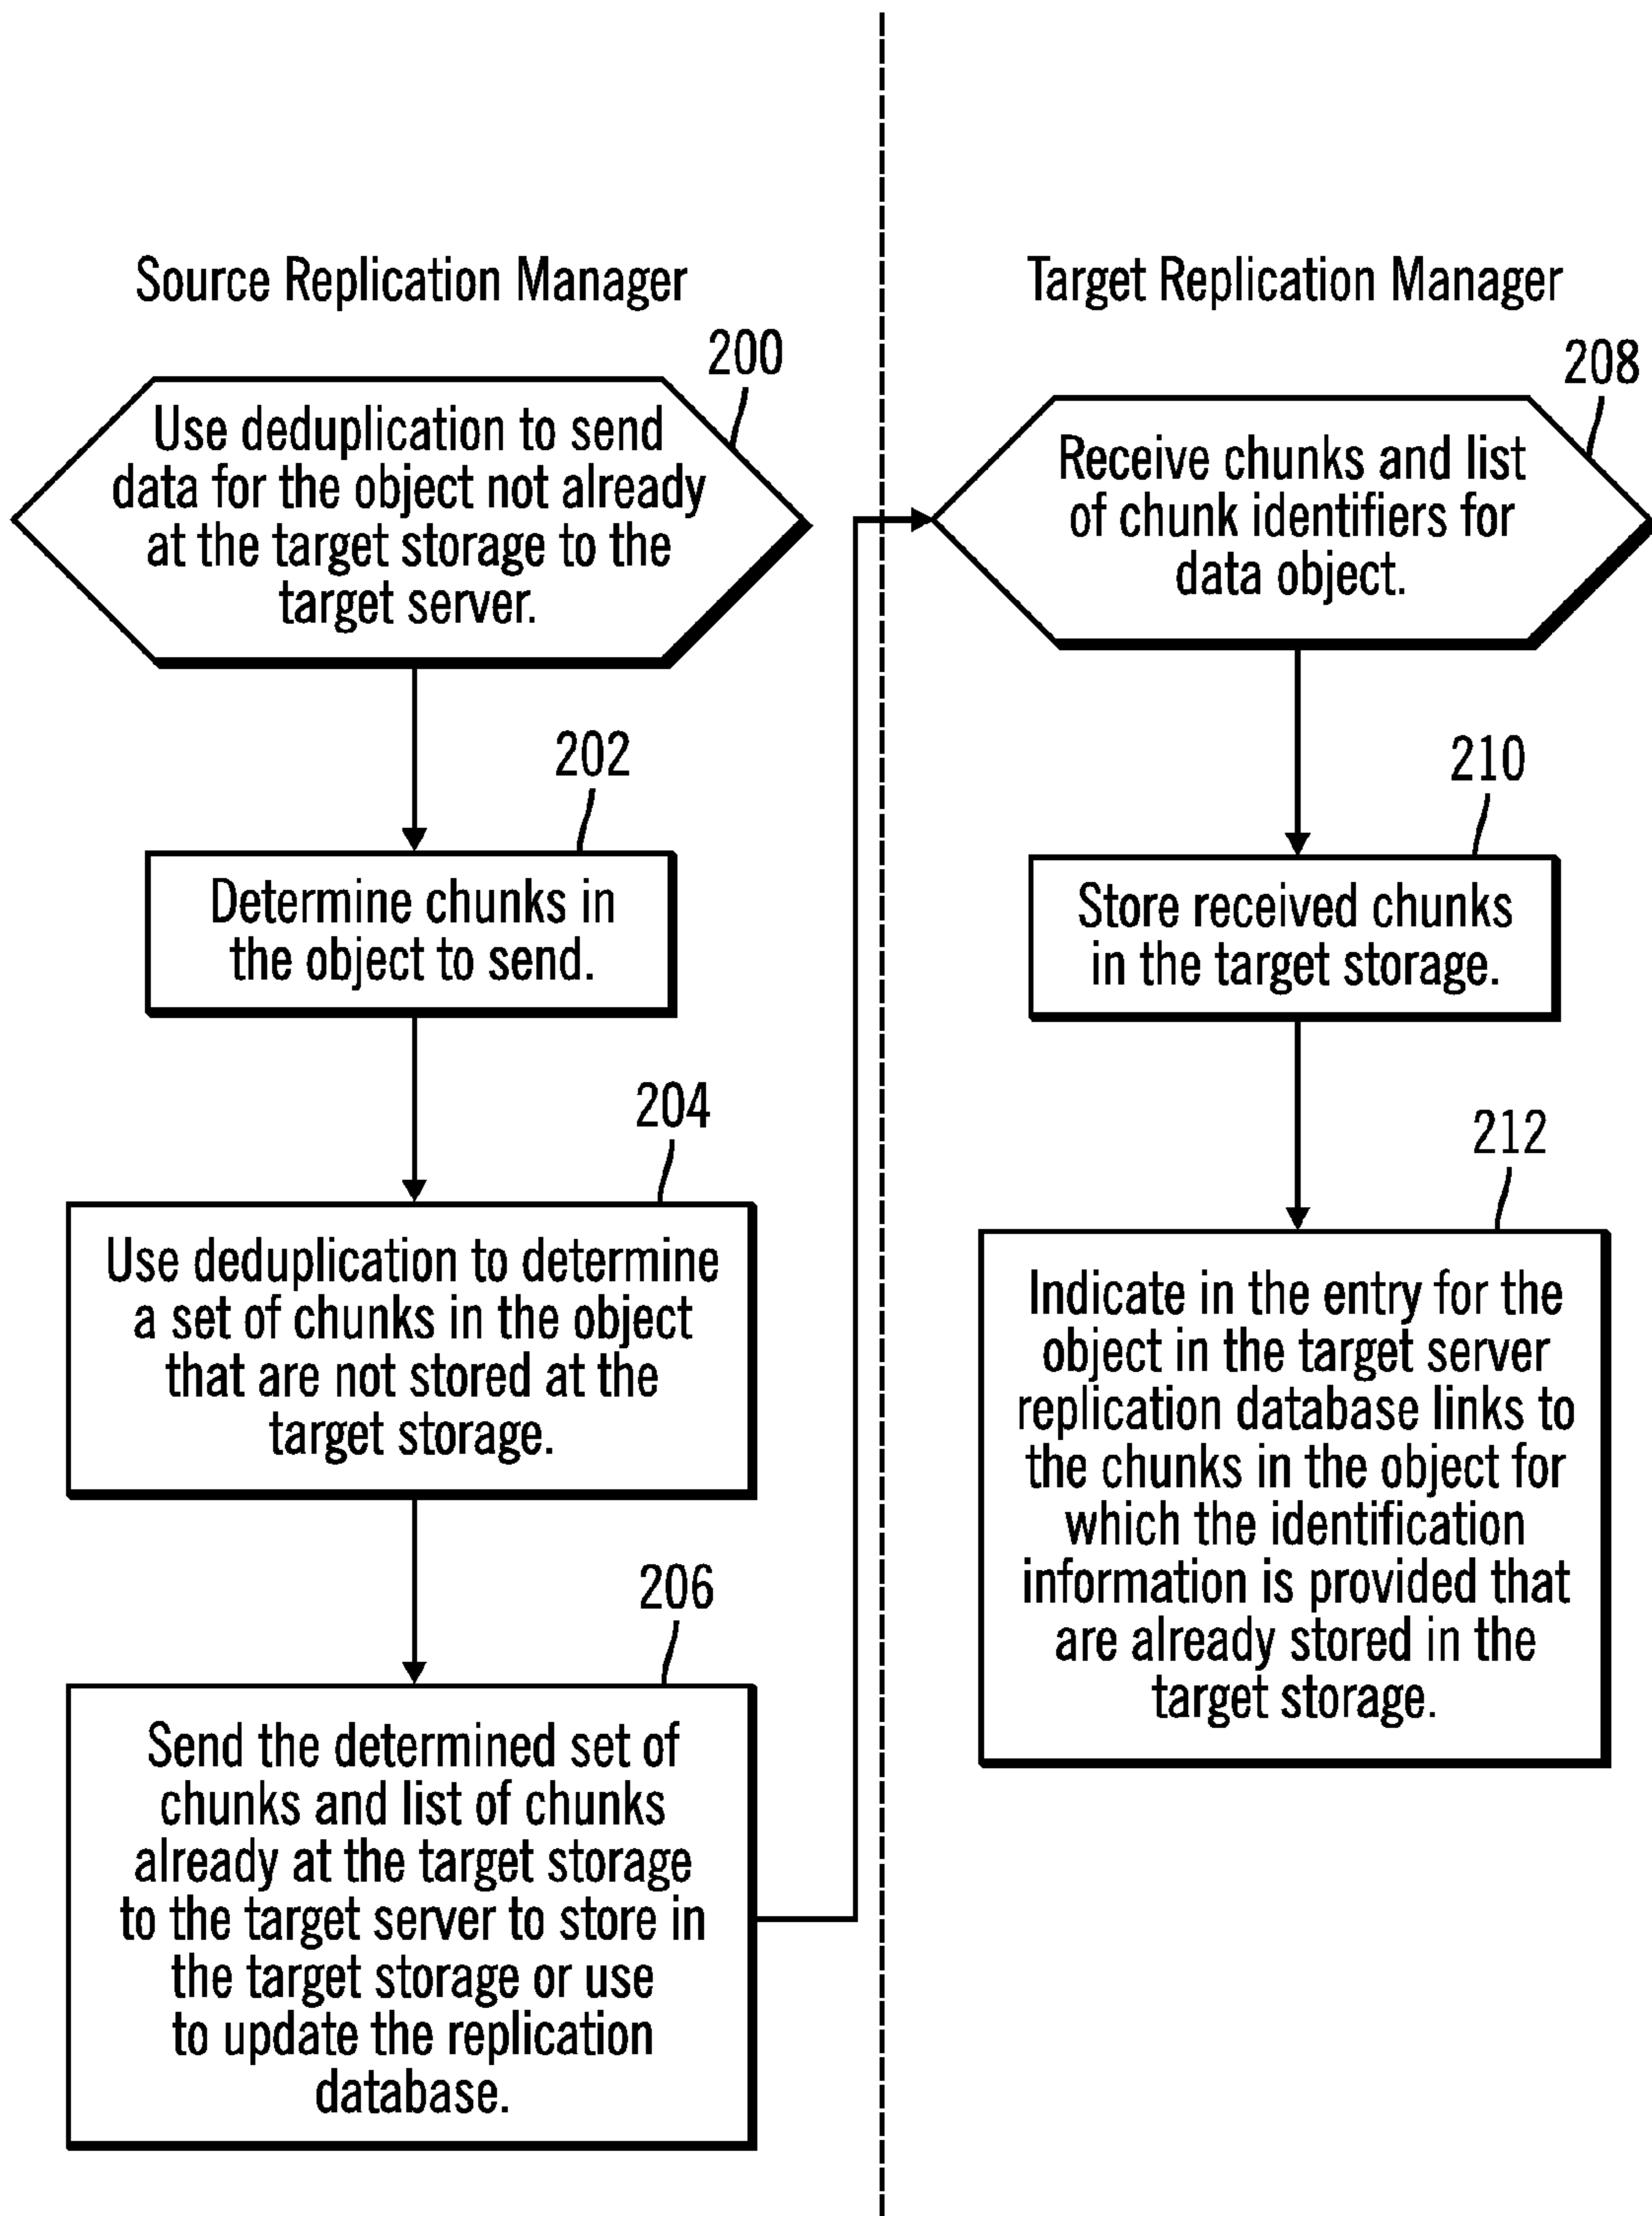 Source Replication Manager
200
Use deduplication to send
data for the object not already
at the target storage to the
target server.
202
Determine chunks in
the object to send.
204
Use deduplication to determine
a set of chunks in the object
that are not stored at the
target storage.
206
Send the determined set of
chunks and list of chunks
already at the target storage
to the target server to store in
the target storage or use
to update the replication
database.
Target Replication Manager
208
Receive chunks and list
of chunk identifiers for
data object.
210
Store received chunks
in the target storage.
212
Indicate in the entry for the
object in the target server
replication database links to
the chunks in the object for
which the identification
information is provided that
are already stored in the
target storage.